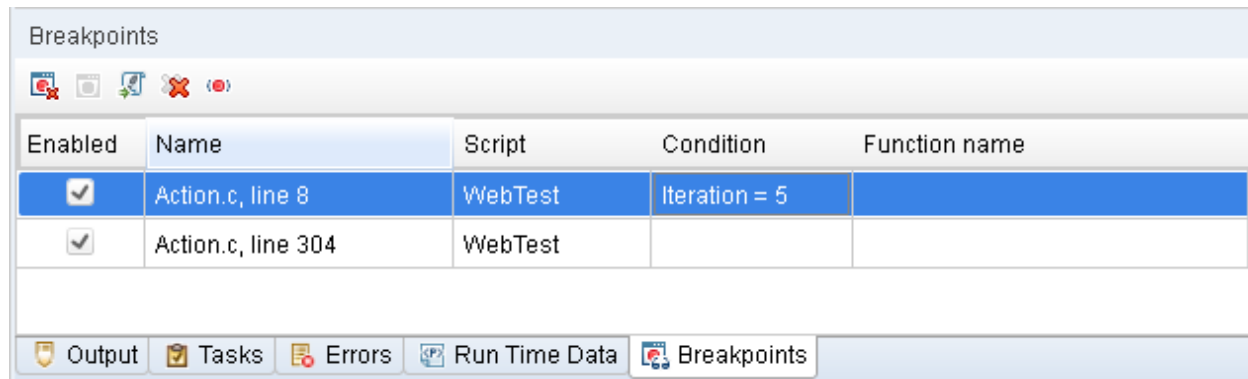 Breakpoints
Enabled Name Script Condition Function name
Action.c, line 8 WebTest Iteration = 5
Action.c, line 304 WebTest
Output Tasks Errors Run Time Data Breakpoints